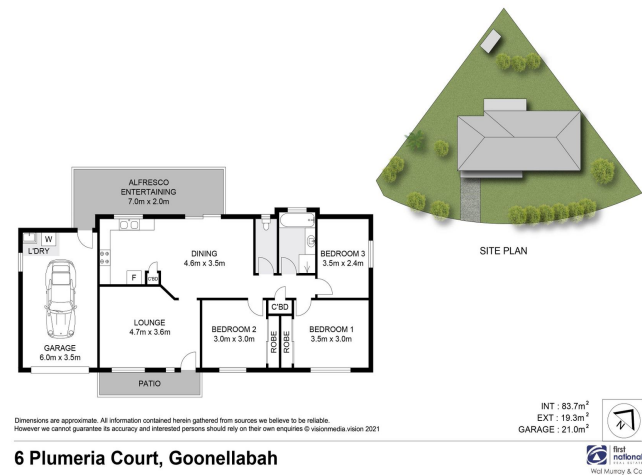 SITE PLAN
ALFRESCO
ENTERTAINING
7.0m x 2.0m
L'DRY
W
F
C'BD
DINING
4.6m x 3.5m
BEDROOM 3
3.5m x 2.4m
GARAGE
6.0m x 3.5m
LOUNGE
4.7m x 3.6m
C'BD
BEDROOM 2
3.0m x 3.0m
ROBE
ROBE
BEDROOM 1
3.5m x 3.0m
PATIO
INT : 83.7m²
EXT : 19.3m²
GARAGE : 21.0m²
Dimensions are approximate. All information contained herein gathered from sources we believe to be reliable.
However we cannot guarantee its accuracy and interested persons should rely on their own enquiries © visionmedia.vision 2021
6 Plumeria Court, Goonellabah
first
national
REAL ESTATE
Wal Murray & Co